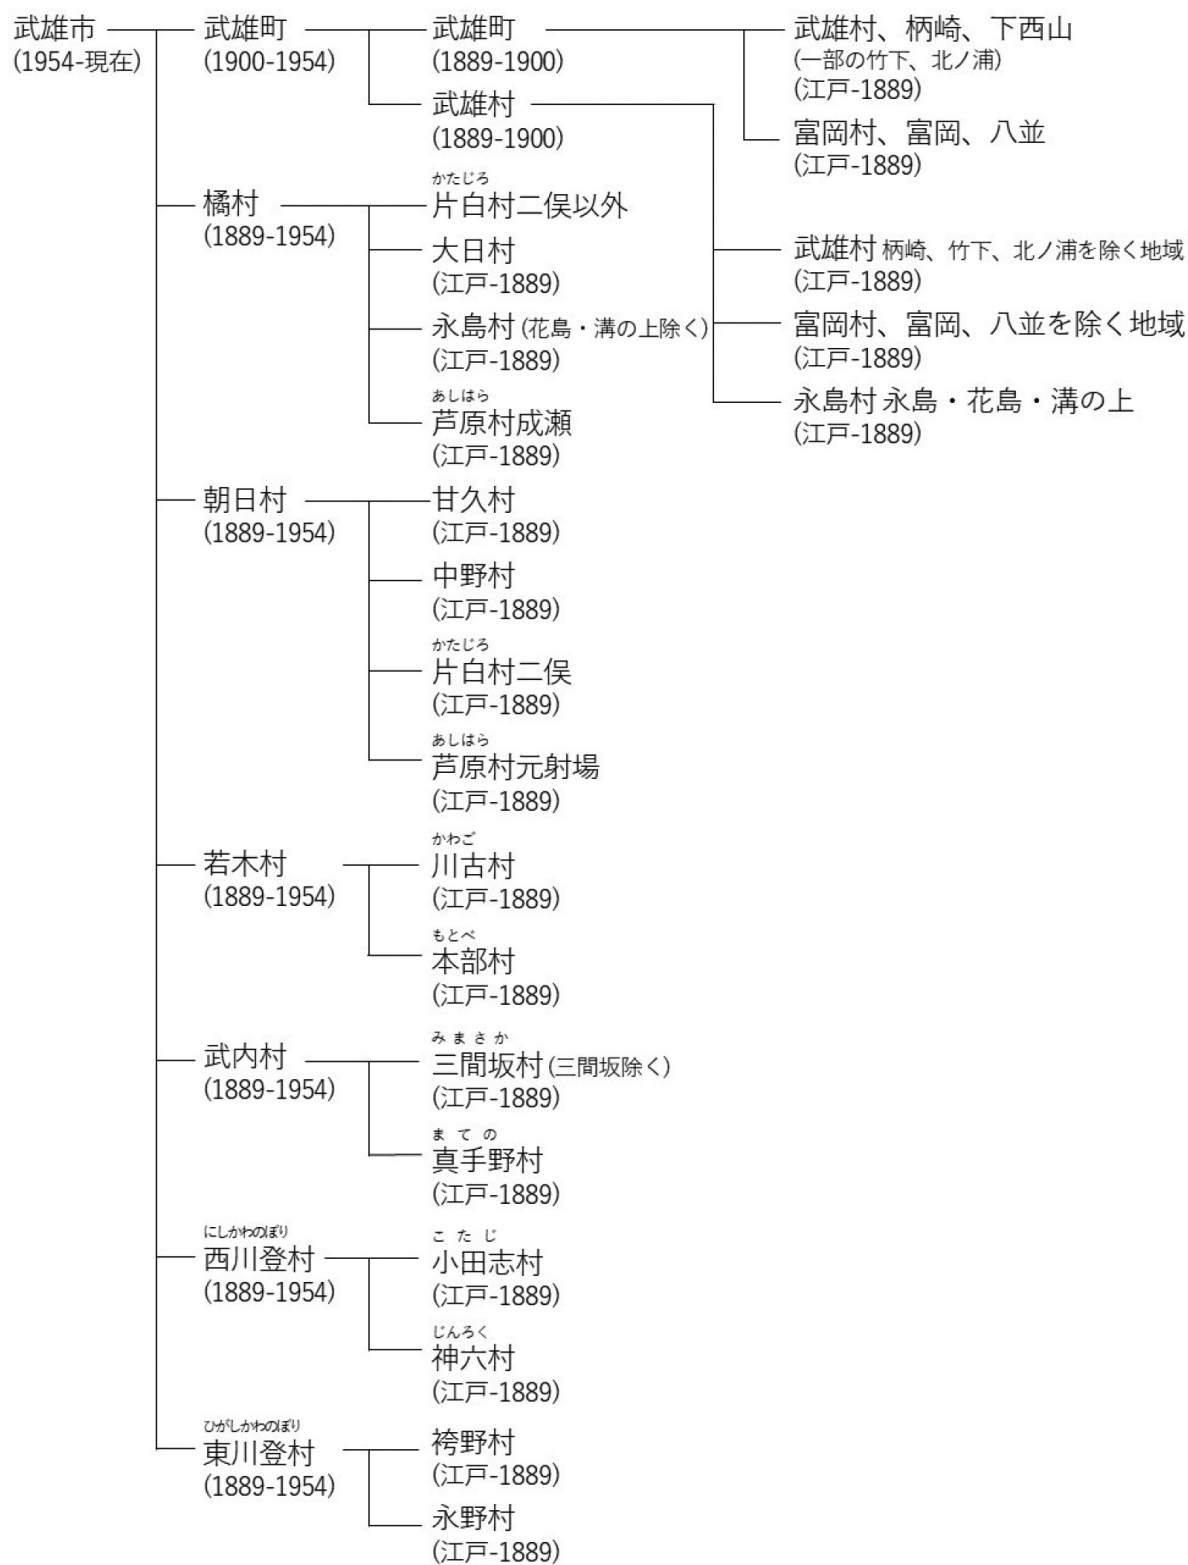 武雄市
(1954-現在)
武雄町
(1900-1954)
武雄町
(1889-1900)
武雄村、柄崎、下西山
(一部の竹下、北ノ浦)
(江戸-1889)
富岡村、富岡、八並
(江戸-1889)
武雄村
(1889-1900)
武雄村 柄崎、竹下、北ノ浦を除く地域
(江戸-1889)
富岡村、富岡、八並を除く地域
(江戸-1889)
永島村 永島・花島・溝の上
(江戸-1889)
橘村
(1889-1954)
かたじろ
片白村二俣以外
大日村
(江戸-1889)
永島村 (花島・溝の上除く)
(江戸-1889)
あしはら
芦原村成瀬
(江戸-1889)
朝日村
(1889-1954)
甘久村
(江戸-1889)
中野村
(江戸-1889)
かたじろ
片白村二俣
(江戸-1889)
あしはら
芦原村元射場
(江戸-1889)
若木村
(1889-1954)
かわご
川古村
(江戸-1889)
もとべ
本部村
(江戸-1889)
武内村
(1889-1954)
みまさか
三間坂村 (三間坂除く)
(江戸-1889)
まての
真手野村
(江戸-1889)
にしかわのぼり
西川登村
(1889-1954)
こたじ
小田志村
(江戸-1889)
じんろく
神六村
(江戸-1889)
ひがしかわのぼり
東川登村
(1889-1954)
袴野村
(江戸-1889)
永野村
(江戸-1889)